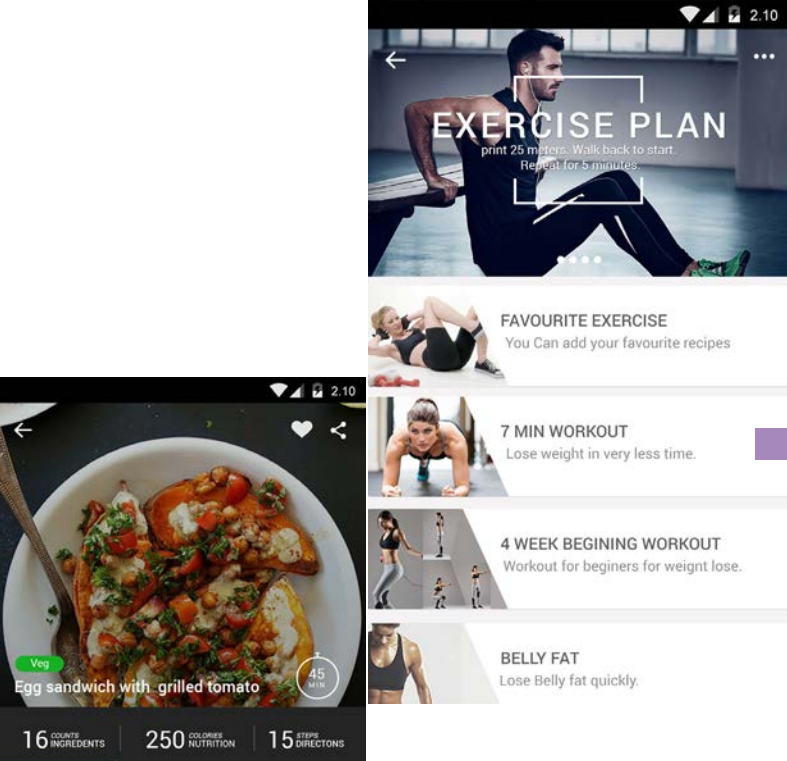 2.10
EXERCISE PLAN
print 25 meters. Walk back to start.
Repeat for 5 minutes.
FAVOURITE EXERCISE
You Can add your favourite recipes
7 MIN WORKOUT
Lose weight in very less time.
4 WEEK BEGINING WORKOUT
Workout for beginers for weignt lose.
BELLY FAT
Lose Belly fat quickly.
2.10
Veg
Egg sandwich with grilled tomato
45
MIN
16 COUNTS INGREDENTS
250 COLORIES NUTRITION
15 STEPS DIRECTONS